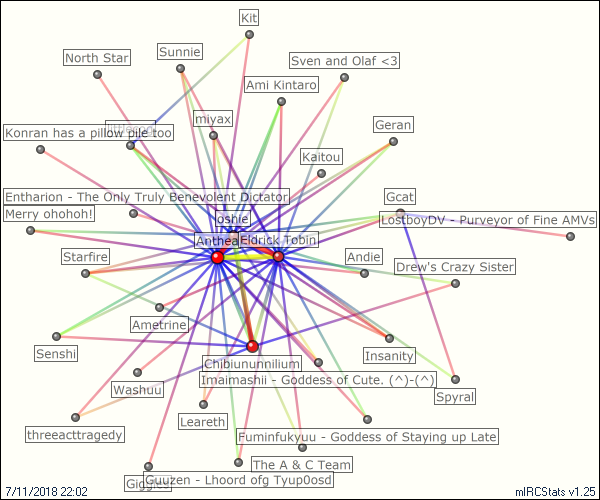 Kit
Sunnie
North Star
Sven and Olaf <3
Ami Kintaro
miyax
Geran
Konran has a pillow pile too
Kaitou
Entharion - The Only Truly Benevolent Dictator
Gcat
Merry ohohoh!
Joshie
LostboyDV - Purveyor of Fine AMVs
Anthea
Eldrick Tobin
Starfire
Andie
Drew's Crazy Sister
Ametrine
Senshi
Insanity
Chibiununnilium
Imaimashii - Goddess of Cute. (^)-(^)
Washuu
Spyral
Leareth
threeacttragedy
Fuminfukyuu - Goddess of Staying up Late
The A & C Team
Guuzen - Lhoord ofg Tyup0osd
7/11/2018 22:02
mIRCStats v1.25